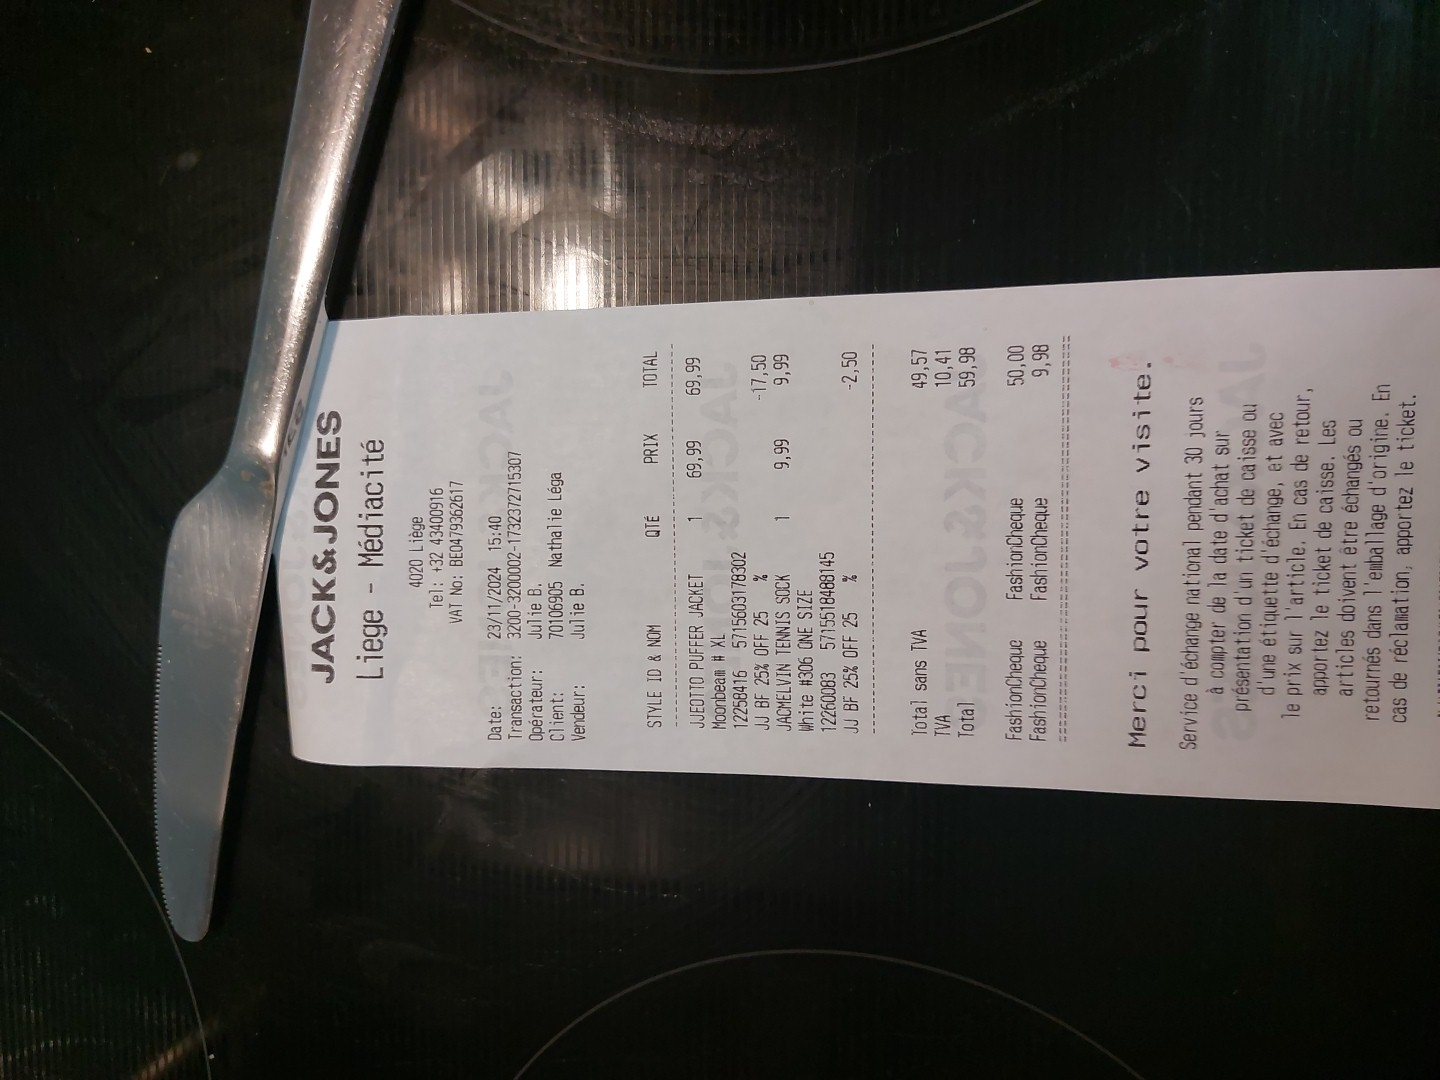 JACK&JONES
Liege - Médiacité
4020 Liège
Tel: +32 43400916
VAT No: BE0479362617
Date: 23/11/2024 15:40
Transaction: 3200-3200002-1732372715307
Opérateur: Julie B.
Client: 70106905 Nathalie Léga
Vendeur: Julie B.
STYLE ID & NOM QTÉ PRIX TOTAL
JJEOTTO PUFFER JACKET 1 69,99 69,99
Moonbeam # XL
12258416 5715603178302
JJ BF 25% OFF 25 % -17,50
JACMELVIN TENNIS SOCK 1 9,99 9,99
White #306 ONE SIZE
12260083 5715518488145
JJ BF 25% OFF 25 % -2,50
Total sans TVA 49,57
TVA 10,41
Total 59,98
FashionCheque FashionCheque 50,00
FashionCheque FashionCheque 9,98
Merci pour votre visite.
Service d'échange national pendant 30 jours
à compter de la date d'achat sur
présentation d'un ticket de caisse ou
d'une étiquette d'échange, et avec
le prix sur l'article. En cas de retour,
apportez le ticket de caisse. Les
articles doivent être échangés ou
retournés dans l'emballage d'origine. En
cas de réclamation, apportez le ticket.